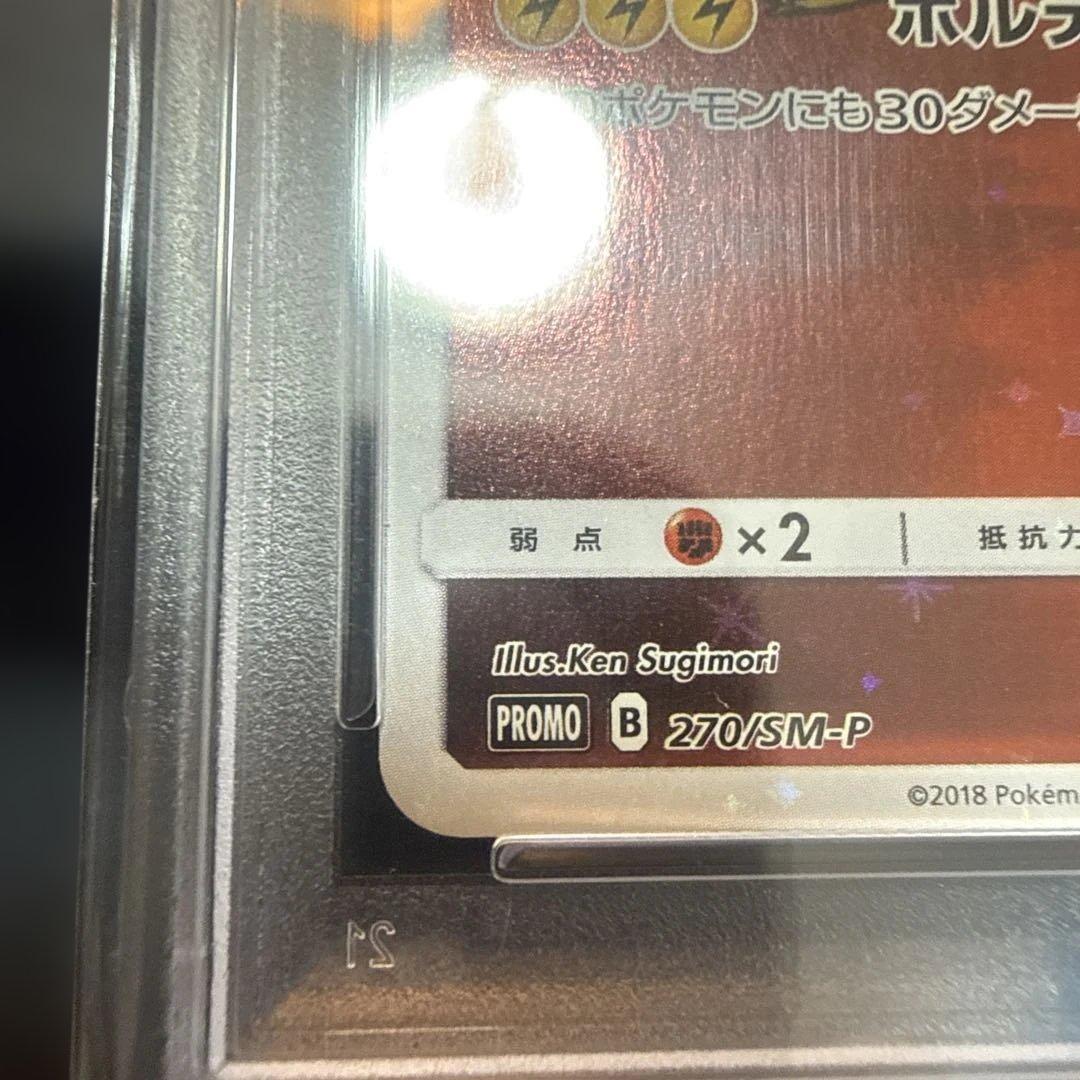 ボルテ
ポケモンにも30ダメー
弱点 ×2 抵抗力
Illus.Ken Sugimori
PROMO B 270/SM-P
©2018 Pokém
21